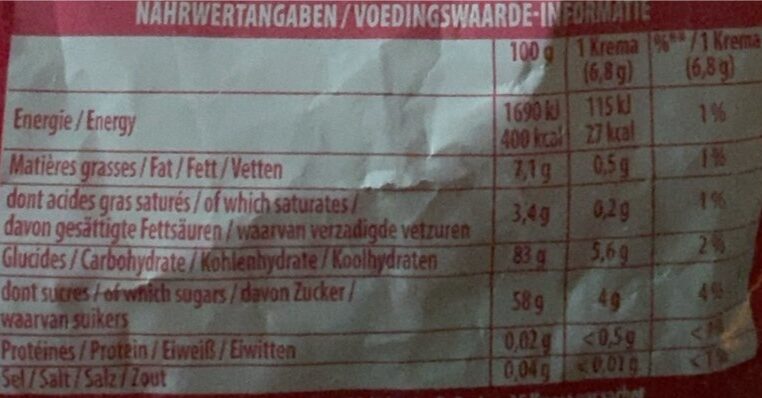 NÄHRWERTANGABEN / VOEDINGSWAARDE-INFORMATIE
100 g 1 Krema %** / 1 Krema
(6,8 g) (6,8 g)
Energie / Energy 1690 kJ 115 kJ 1 %
400 kcal 27 kcal
Matières grasses / Fat / Fett / Vetten 7,1 g 0,5 g 1 %
dont acides gras saturés / of which saturates / 3,4 g 0,2 g 1 %
davon gesättigte Fettsäuren / waarvan verzadigde vetzuren
Glucides / Carbohydrate / Kohlenhydrate / Koolhydraten 83 g 5,6 g 2 %
dont sucres / of which sugars / davon Zucker / 58 g 4 g 4 %
waarvan suikers
Protéines / Protein / Eiweiß / Eiwitten 0,02 g <0,5 g
Sel / Salt / Salz / Zout 0,04 g <0,01 g <1 %